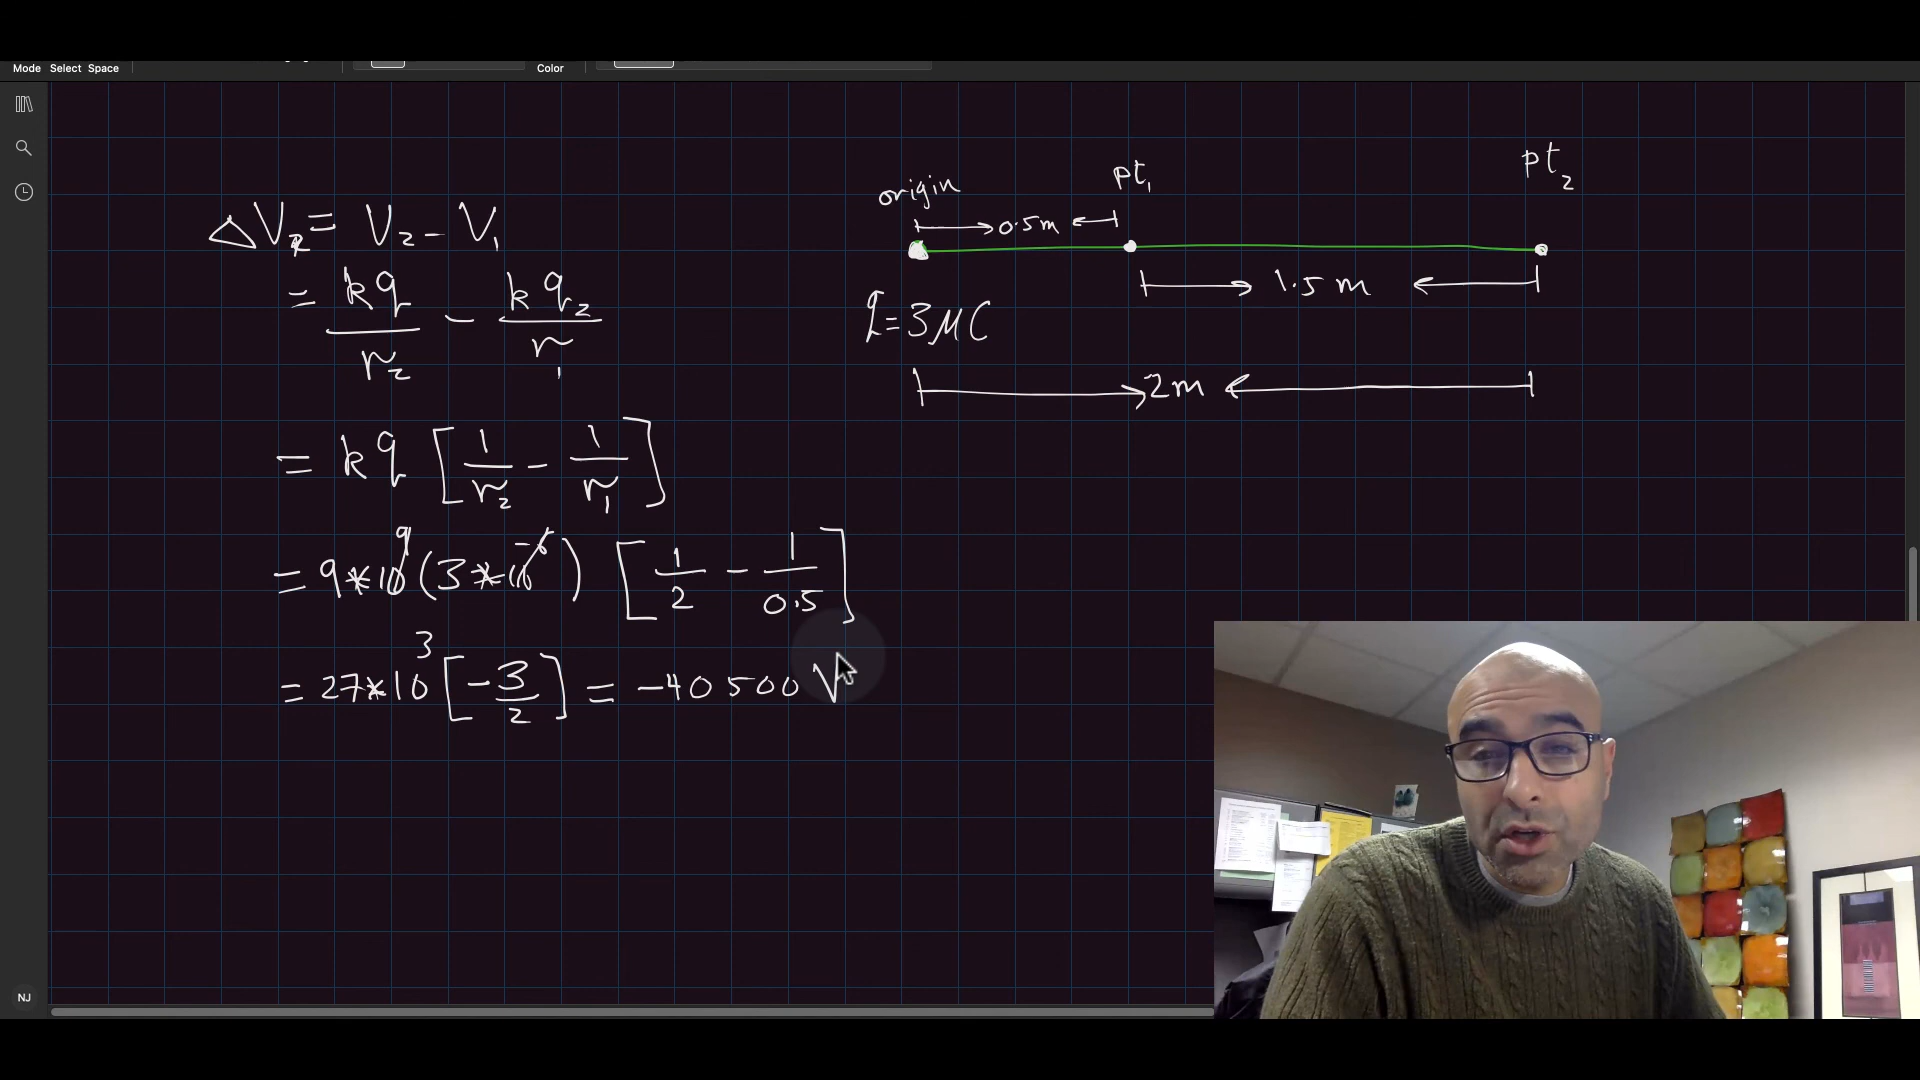 Mode Select Space Color
origin pt₁ pt₂
0.5m
1.5 m
q=3μC
2m
ΔV₂= V₂ - V₁
= kq/r₂ - kq₂/r₁
= kq [1/r₂ - 1/r₁]
= 9*10⁹(3*10⁻⁶) [1/2 - 1/0.5]
= 27*10³ [-3/2] = -40500 V
NJ